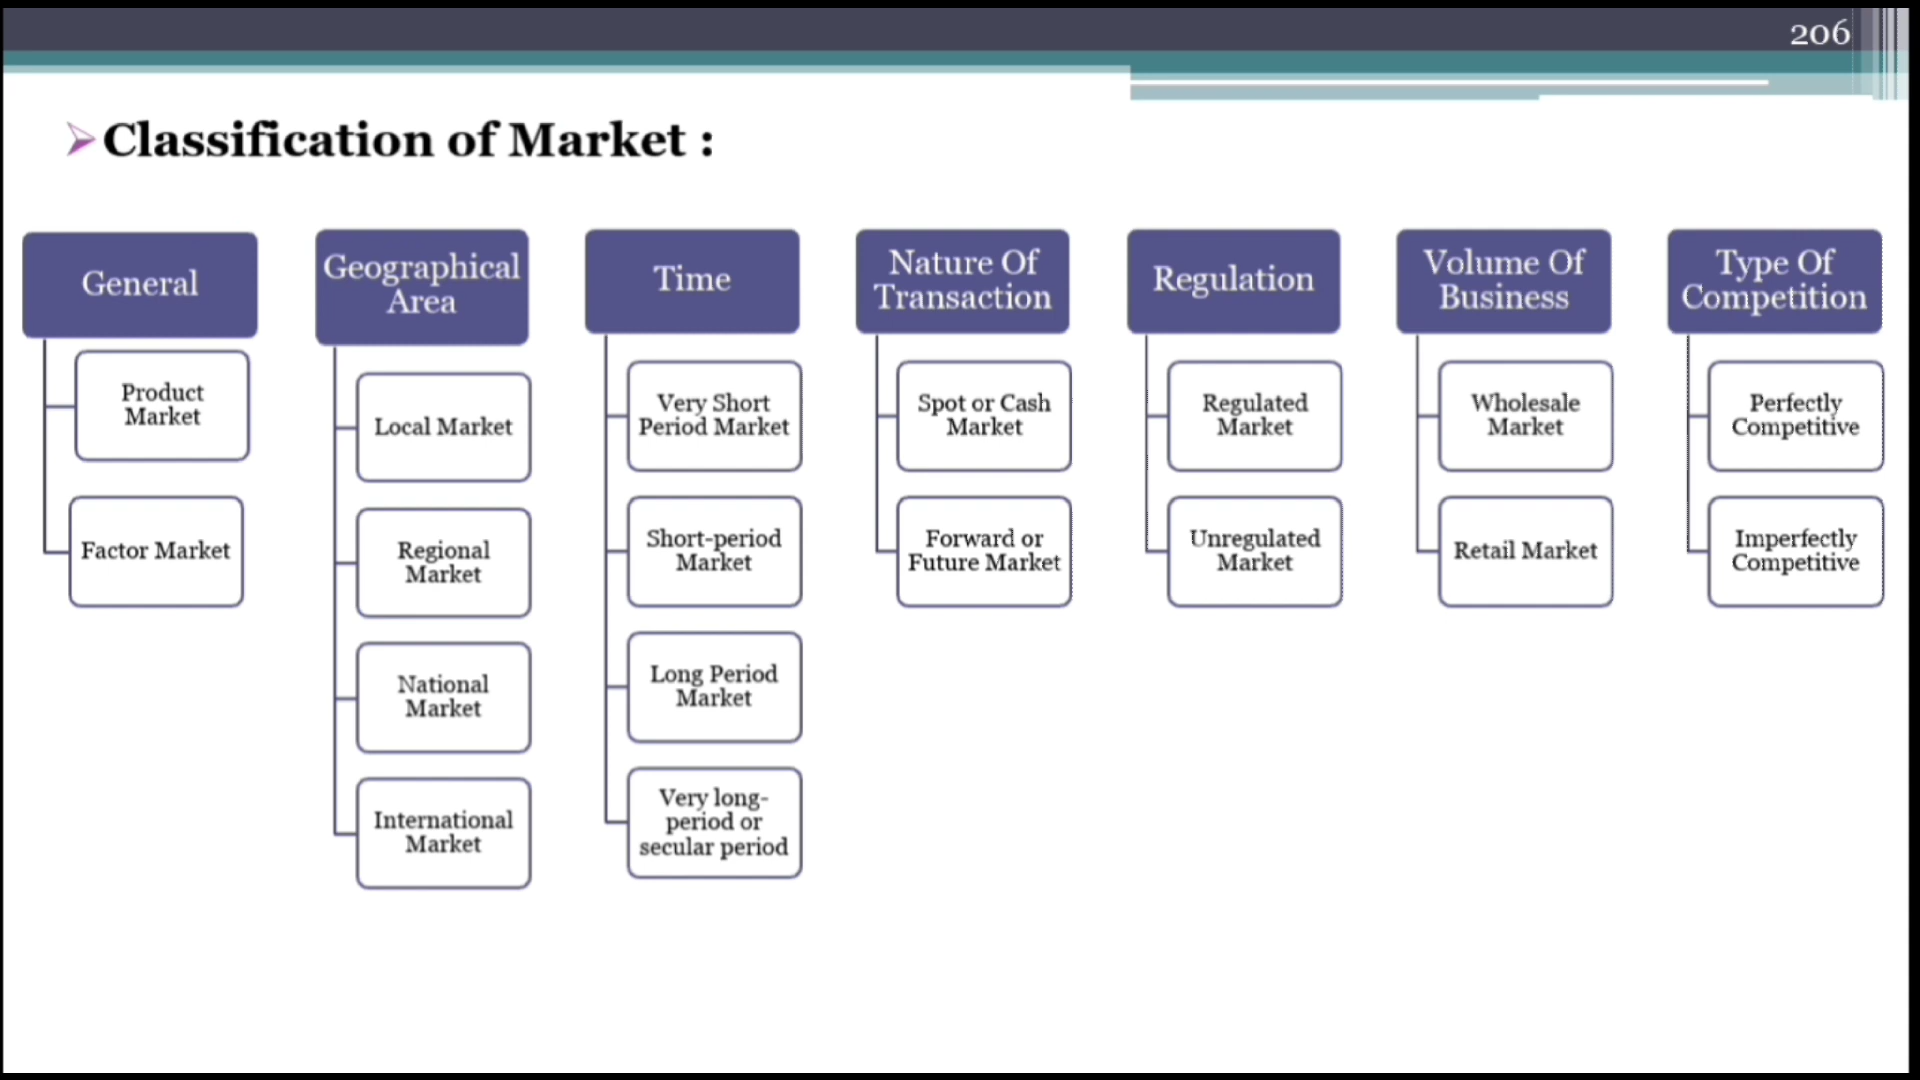 206
Classification of Market :
General
Product
Market
Factor Market
Geographical
Area
Local Market
Regional
Market
National
Market
International
Market
Time
Very Short
Period Market
Short-period
Market
Long Period
Market
Very long-
period or
secular period
Nature Of
Transaction
Spot or Cash
Market
Forward or
Future Market
Regulation
Regulated
Market
Unregulated
Market
Volume Of
Business
Wholesale
Market
Retail Market
Type Of
Competition
Perfectly
Competitive
Imperfectly
Competitive